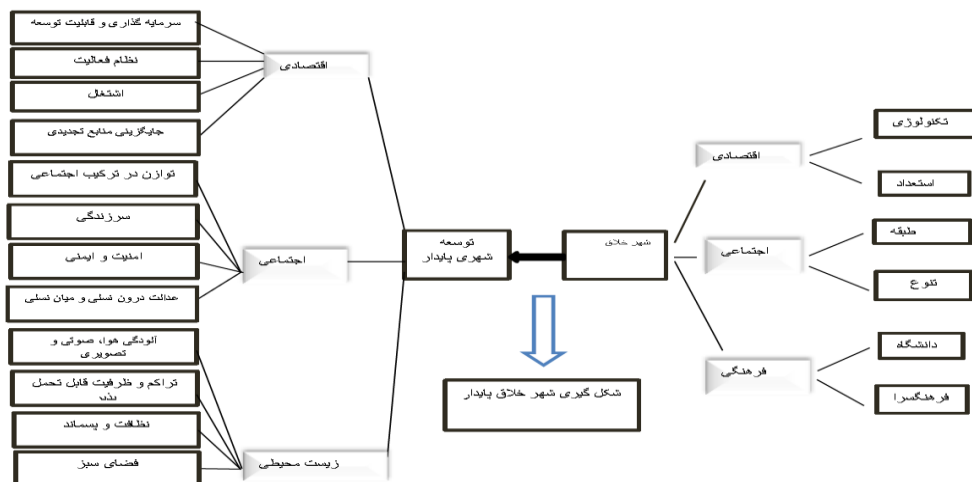 سرمایه گذاری و قابلیت توسعه
نظام فعالیت
اشتغال
جایگزینی منابع تجدیدی
اقتصادی
توازن در ترکیب اجتماعی
سرزندگی
امنیت و ایمنی
عدالت درون نسلی و میان نسلی
اجتماعی
آلودگی هوا، صوتی و
تصویری
تراکم و ظرفیت قابل تحمل
نظافت و پسماند
فضای سبز
زیست محیطی
توسعه
شهری پایدار
شهر خلاق
شکل گیری شهر خلاق پایدار
اقتصادی
تکنولوژی
استعداد
اجتماعی
طبقه
تنوع
فرهنگی
دانشگاه
فرهنگسرا